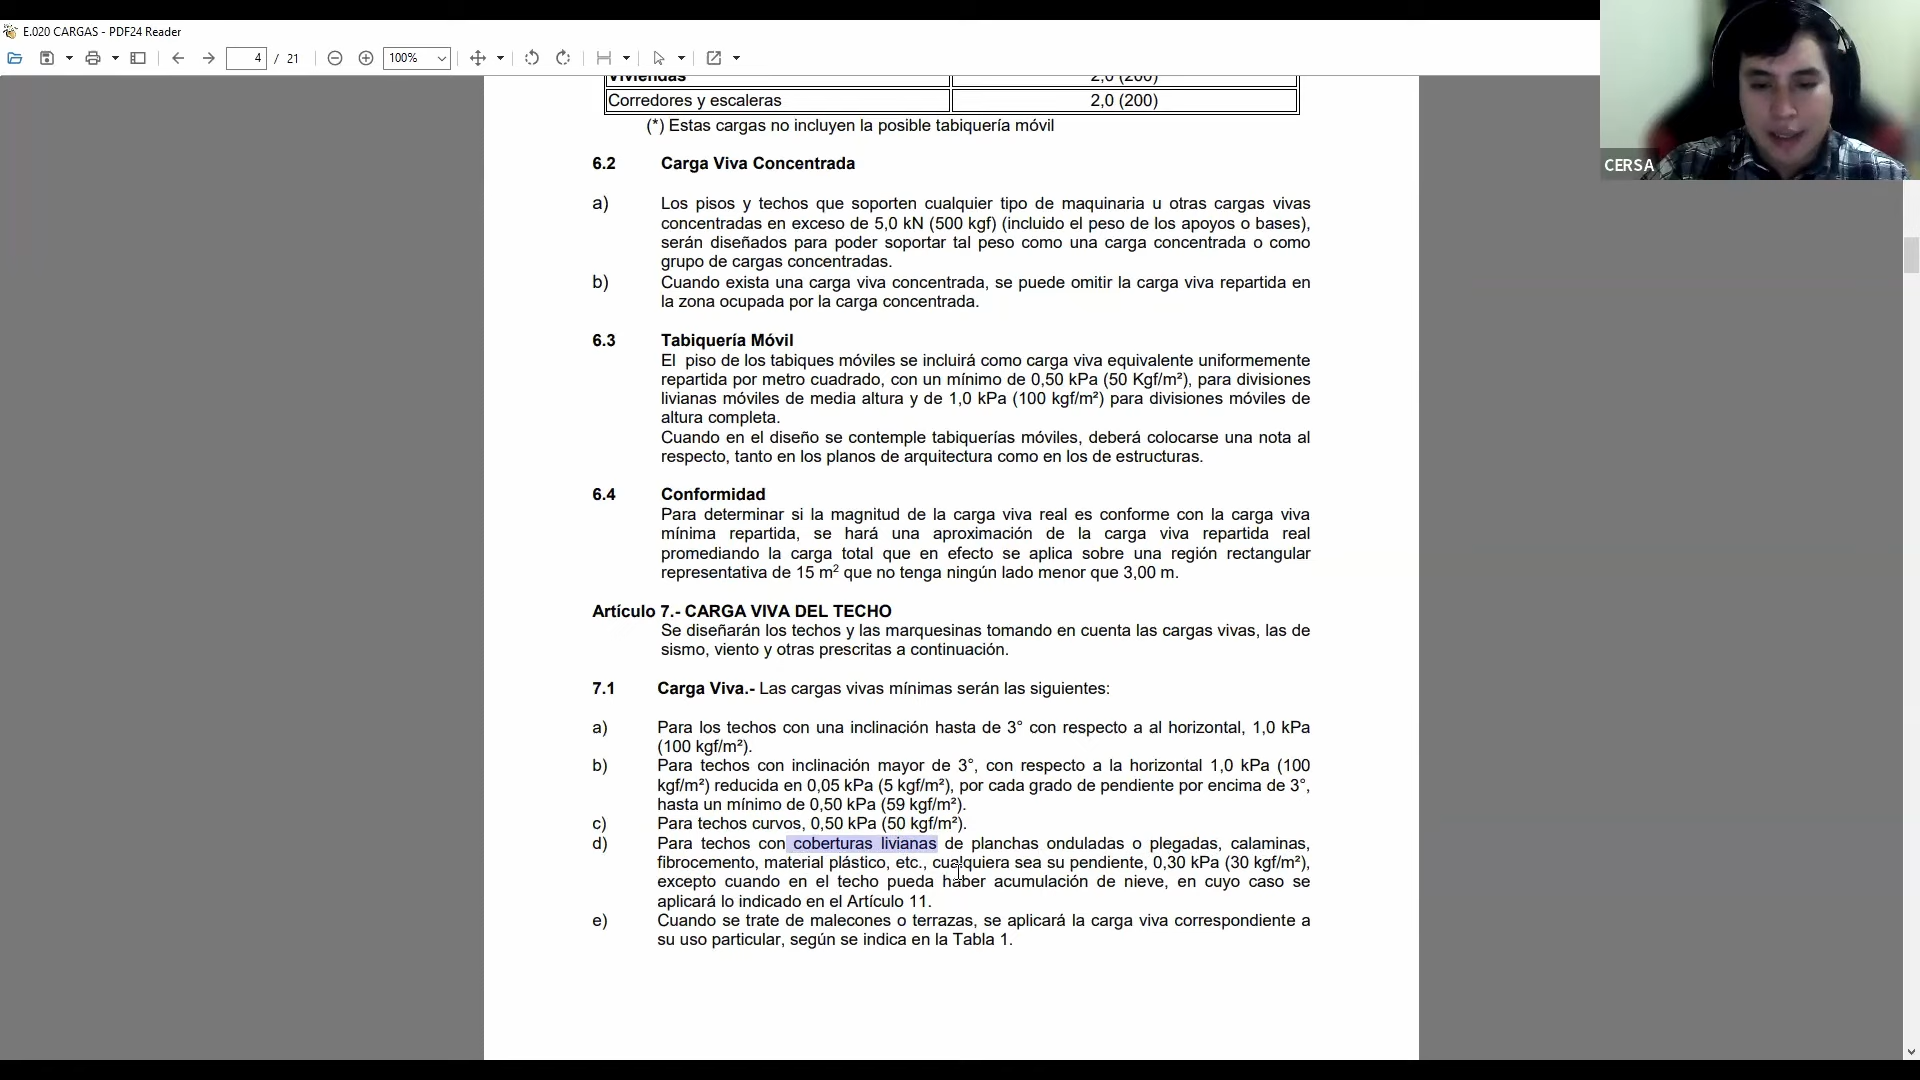 E.020 CARGAS - PDF24 Reader
4 / 21
100%
CERSA
Viviendas 2,0 (200)
Corredores y escaleras 2,0 (200)
(*) Estas cargas no incluyen la posible tabiquería móvil
6.2 Carga Viva Concentrada
a) Los pisos y techos que soporten cualquier tipo de maquinaria u otras cargas vivas
concentradas en exceso de 5,0 kN (500 kgf) (incluido el peso de los apoyos o bases),
serán diseñados para poder soportar tal peso como una carga concentrada o como
grupo de cargas concentradas.
b) Cuando exista una carga viva concentrada, se puede omitir la carga viva repartida en
la zona ocupada por la carga concentrada.
6.3 Tabiquería Móvil
El piso de los tabiques móviles se incluirá como carga viva equivalente uniformemente
repartida por metro cuadrado, con un mínimo de 0,50 kPa (50 Kgf/m²), para divisiones
livianas móviles de media altura y de 1,0 kPa (100 kgf/m²) para divisiones móviles de
altura completa.
Cuando en el diseño se contemple tabiquerías móviles, deberá colocarse una nota al
respecto, tanto en los planos de arquitectura como en los de estructuras.
6.4 Conformidad
Para determinar si la magnitud de la carga viva real es conforme con la carga viva
mínima repartida, se hará una aproximación de la carga viva repartida real
promediando la carga total que en efecto se aplica sobre una región rectangular
representativa de 15 m² que no tenga ningún lado menor que 3,00 m.
Artículo 7.- CARGA VIVA DEL TECHO
Se diseñarán los techos y las marquesinas tomando en cuenta las cargas vivas, las de
sismo, viento y otras prescritas a continuación.
7.1 Carga Viva.- Las cargas vivas mínimas serán las siguientes:
a) Para los techos con una inclinación hasta de 3° con respecto a al horizontal, 1,0 kPa
(100 kgf/m²).
b) Para techos con inclinación mayor de 3°, con respecto a la horizontal 1,0 kPa (100
kgf/m²) reducida en 0,05 kPa (5 kgf/m²), por cada grado de pendiente por encima de 3°,
hasta un mínimo de 0,50 kPa (59 kgf/m²).
c) Para techos curvos, 0,50 kPa (50 kgf/m²).
d) Para techos con coberturas livianas de planchas onduladas o plegadas, calaminas,
fibrocemento, material plástico, etc., cualquiera sea su pendiente, 0,30 kPa (30 kgf/m²),
excepto cuando en el techo pueda haber acumulación de nieve, en cuyo caso se
aplicará lo indicado en el Artículo 11.
e) Cuando se trate de malecones o terrazas, se aplicará la carga viva correspondiente a
su uso particular, según se indica en la Tabla 1.